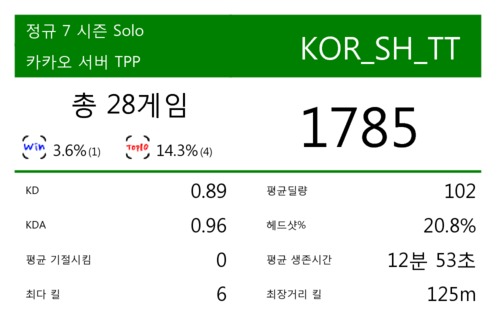 정규 7 시즌 Solo
카카오 서버 TPP
KOR_SH_TT
총 28게임
Win 3.6%(1) TOP10 14.3%(4)
1785
KD 0.89
평균딜량 102
KDA 0.96
헤드샷% 20.8%
평균 기절시킴 0
평균 생존시간 12분 53초
최다 킬 6
최장거리 킬 125m